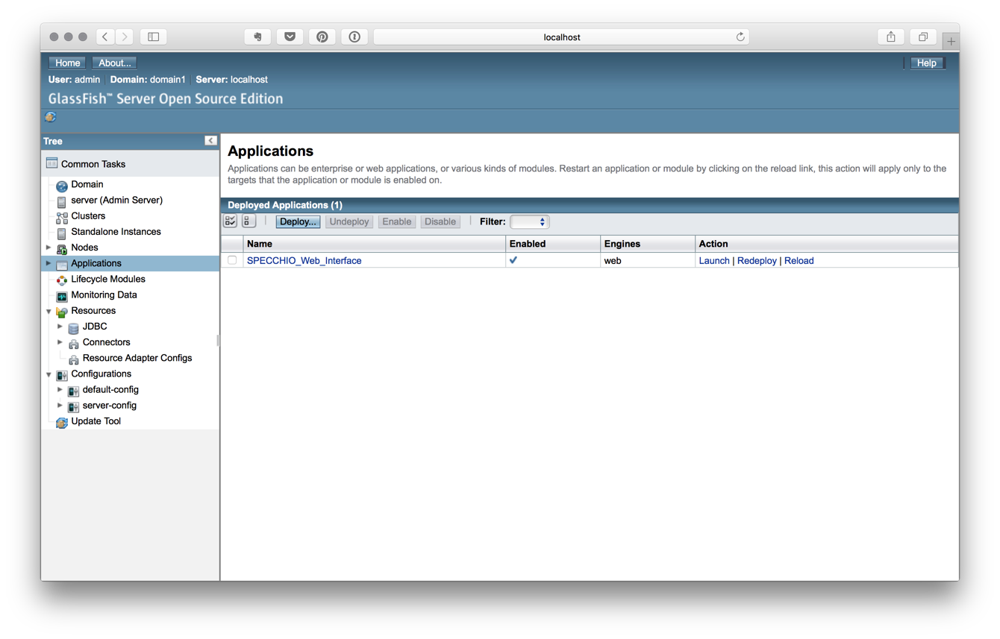 localhost
Home About... Help
User: admin Domain: domain1 Server: localhost
GlassFish™ Server Open Source Edition
Tree
Common Tasks
Domain
server (Admin Server)
Clusters
Standalone Instances
Nodes
Applications
Lifecycle Modules
Monitoring Data
Resources
JDBC
Connectors
Resource Adapter Configs
Configurations
default-config
server-config
Update Tool
Applications
Applications can be enterprise or web applications, or various kinds of modules. Restart an application or module by clicking on the reload link, this action will apply only to the
targets that the application or module is enabled on.
Deployed Applications (1)
Deploy... Undeploy Enable Disable Filter:
Name Enabled Engines Action
SPECCHIO_Web_Interface web Launch | Redeploy | Reload